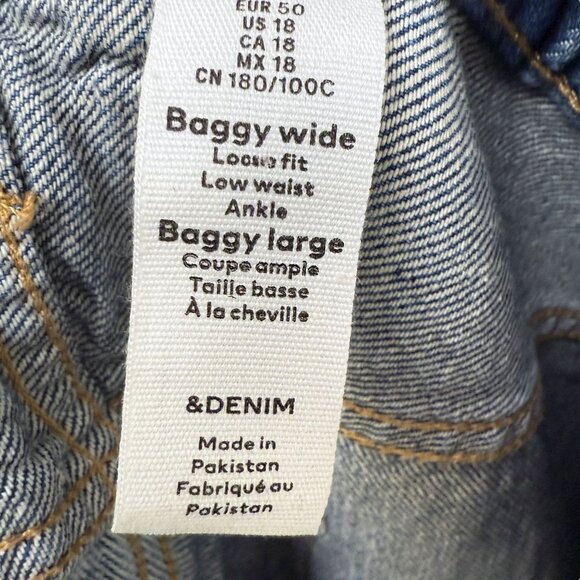 EUR 50
US 18
CA 18
MX 18
CN 180/100C
Baggy wide
Loose fit
Low waist
Ankle
Baggy large
Coupe ample
Taille basse
À la cheville
&DENIM
Made in
Pakistan
Fabriqué au
Pakistan